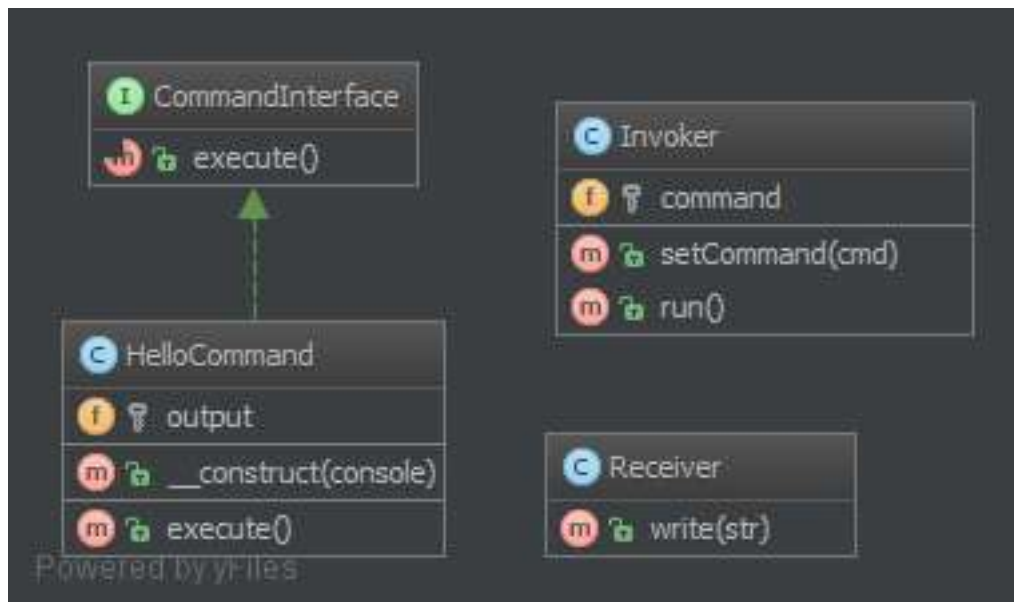 I CommandInterface
m execute()
C Invoker
f command
m setCommand(cmd)
m run()
C HelloCommand
f output
m __construct(console)
m execute()
C Receiver
m write(str)
Powered by yFiles